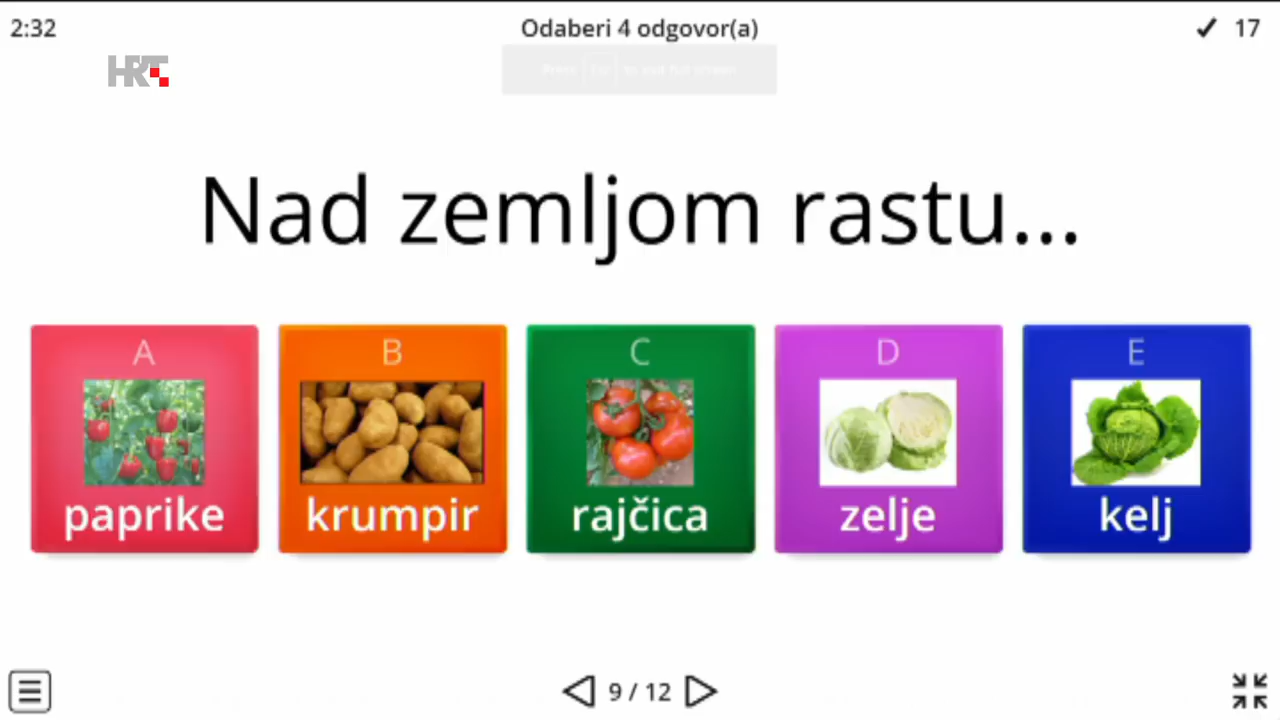 2:32
Odaberi 4 odgovor(a)
✓ 17
HRT
Nad zemljom rastu...
A
paprike
B
krumpir
C
rajčica
D
zelje
E
kelj
9 / 12